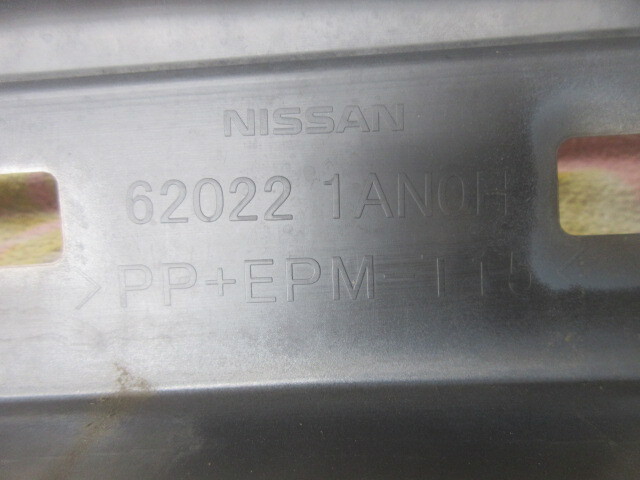 NISSAN
62022 1AN0H
>PP+EPM-T15<